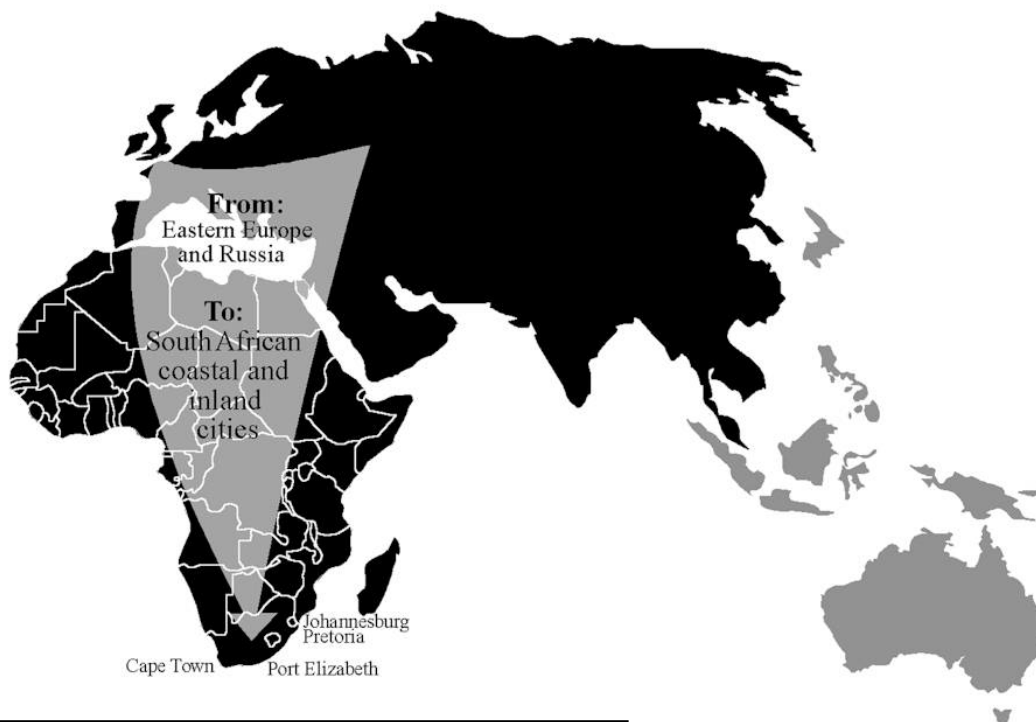 From:
Eastern Europe
and Russia
To:
South African
coastal and
inland
cities
Johannesburg
Pretoria
Cape Town
Port Elizabeth